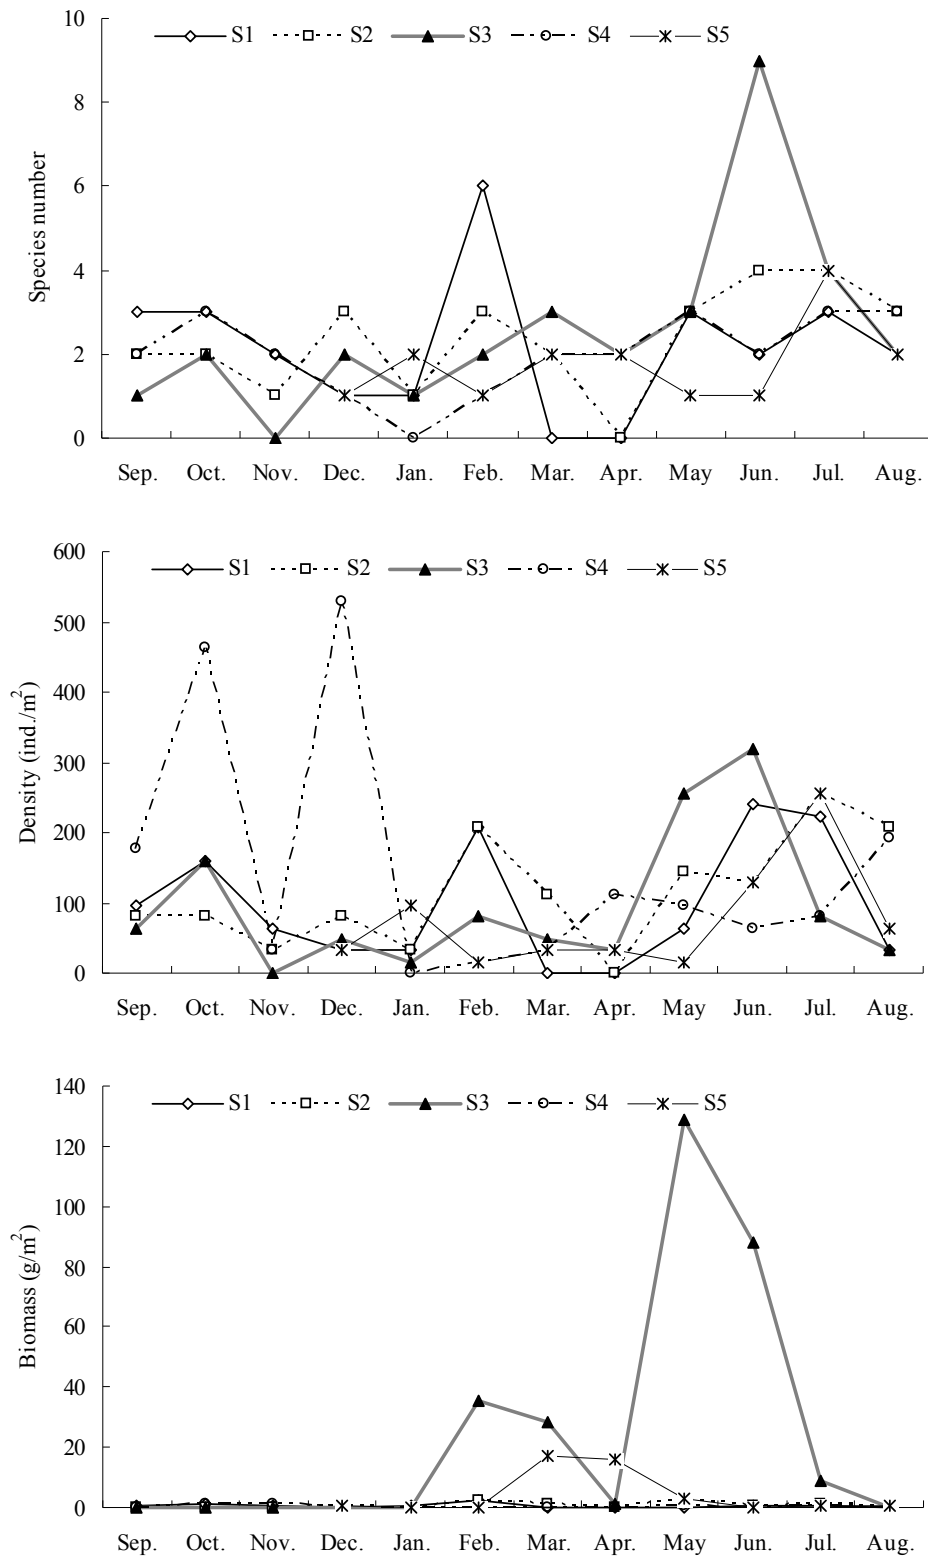 10
S1 S2 S3 S4 S5
8
6
4
2
0
Species number
Sep. Oct. Nov. Dec. Jan. Feb. Mar. Apr. May Jun. Jul. Aug.
600
S1 S2 S3 S4 S5
500
400
300
200
100
0
Density (ind./m²)
Sep. Oct. Nov. Dec. Jan. Feb. Mar. Apr. May Jun. Jul. Aug.
140
S1 S2 S3 S4 S5
120
100
80
60
40
20
0
Biomass (g/m²)
Sep. Oct. Nov. Dec. Jan. Feb. Mar. Apr. May Jun. Jul. Aug.